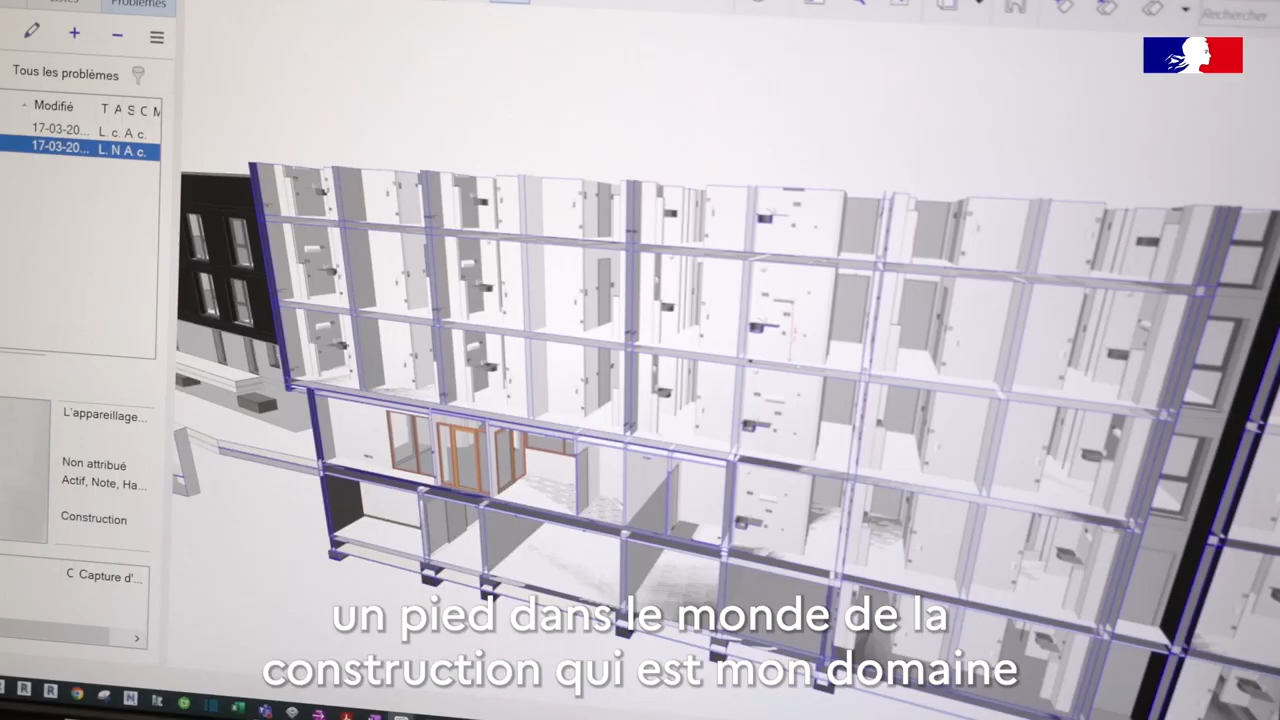 Problèmes
Rechercher
Tous les problèmes
Modifié T A S C M
17-03-20... L. c. A c.
17-03-20... L. N A c.
L'appareillage...
Non attribué
Actif, Note, Ha...
Construction
C Capture d'...
un pied dans le monde de la
construction qui est mon domaine